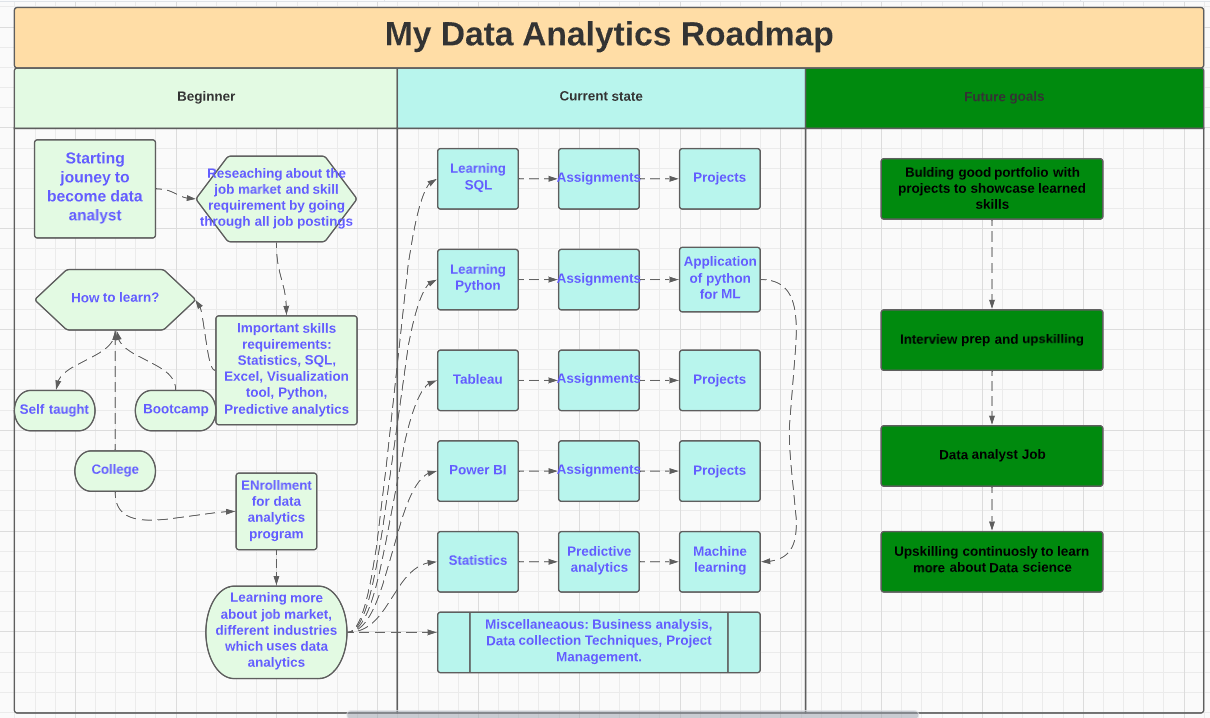 My Data Analytics Roadmap
Beginner
Current state
Future goals
Starting
jouney to
become data
analyst
Reseaching about the
job market and skill
requirement by going
through all job postings
How to learn?
Important skills
requirements:
Statistics, SQL,
Excel, Visualization
tool, Python,
Predictive analytics
Self taught
Bootcamp
College
ENrollment
for data
analytics
program
Learning more
about job market,
different industries
which uses data
analytics
Learning
SQL
Assignments
Projects
Learning
Python
Assignments
Application
of python
for ML
Tableau
Assignments
Projects
Power BI
Assignments
Projects
Statistics
Predictive
analytics
Machine
learning
Miscellaneaous: Business analysis,
Data collection Techniques, Project
Management.
Bulding good portfolio with
projects to showcase learned
skills
Interview prep and upskilling
Data analyst Job
Upskilling continuosly to learn
more about Data science